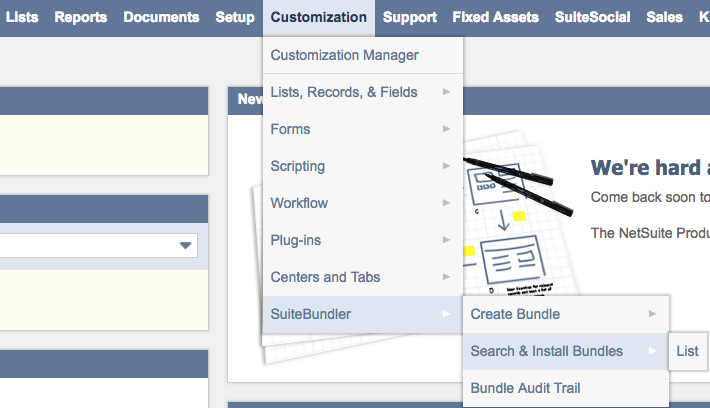 Lists Reports Documents Setup Customization Support Fixed Assets SuiteSocial Sales K
Customization Manager
New
Lists, Records, & Fields
Forms
Scripting
We're hard a
Workflow
Come back soon to
Plug-ins
The NetSuite Produ
Centers and Tabs
SuiteBundler
Create Bundle
Search & Install Bundles
List
Bundle Audit Trail